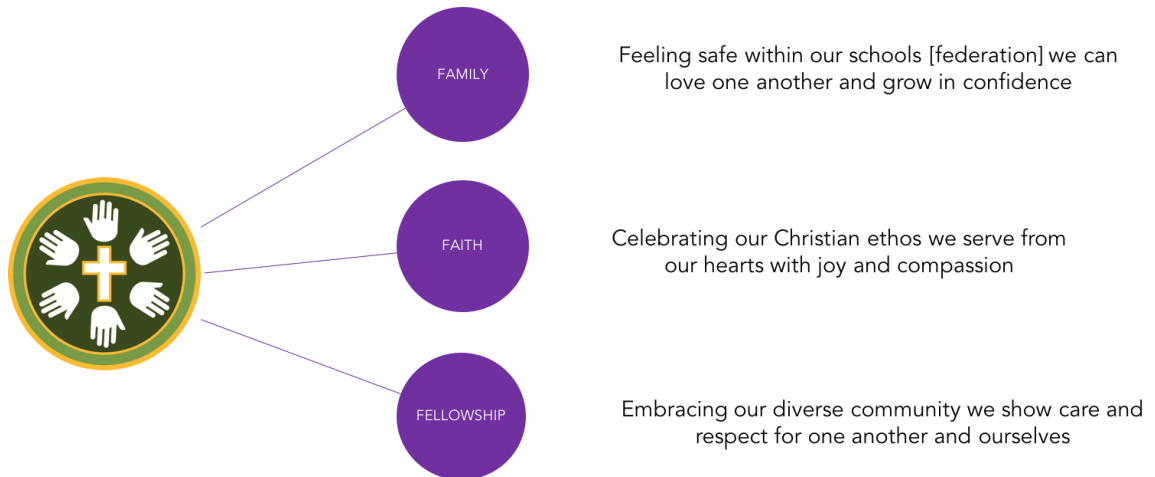 FAMILY
Feeling safe within our schools [federation] we can
love one another and grow in confidence
FAITH
Celebrating our Christian ethos we serve from
our hearts with joy and compassion
FELLOWSHIP
Embracing our diverse community we show care and
respect for one another and ourselves